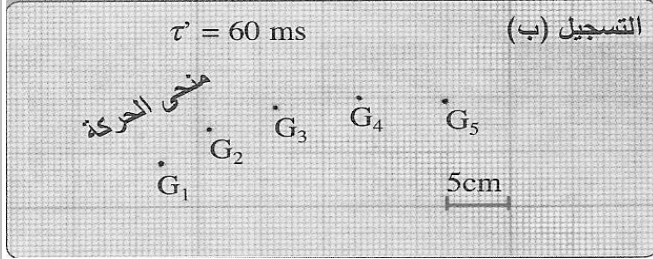 التسجيل (ب)
τ’ = 60 ms
منحى الحركة
G₁
G₂
G₃
G₄
G₅
5cm